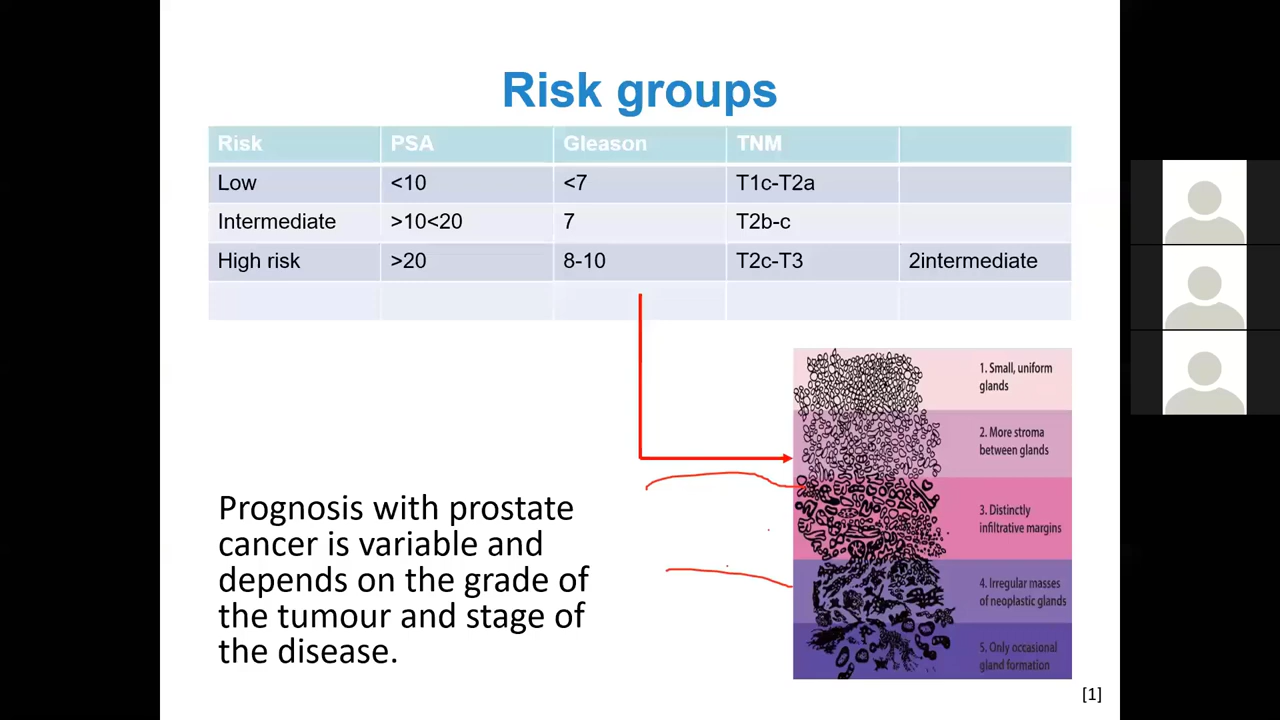 Risk groups
Risk PSA Gleason TNM
Low <10 <7 T1c-T2a
Intermediate >10<20 7 T2b-c
High risk >20 8-10 T2c-T3 2intermediate
1. Small, uniform
glands
2. More stroma
between glands
3. Distinctly
infiltrative margins
4. Irregular masses
of neoplastic glands
5. Only occasional
gland formation
Prognosis with prostate
cancer is variable and
depends on the grade of
the tumour and stage of
the disease.
[1]